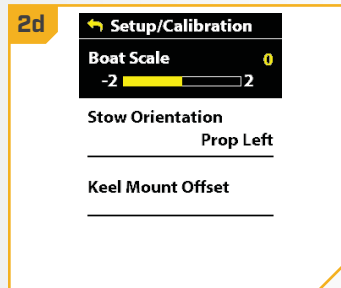 2d
Setup/Calibration
Boat Scale 0
-2 2
Stow Orientation
Prop Left
Keel Mount Offset